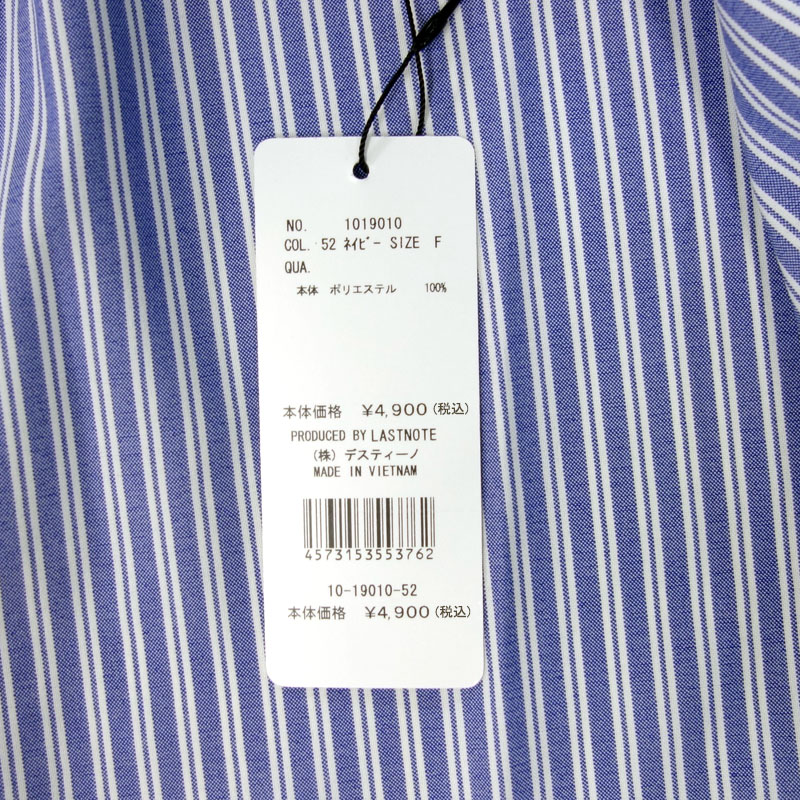 NO. 1019010
COL. 52 ﾈｲﾋﾞｰ SIZE F
QUA.
本体 ポリエステル 100%
本体価格 ¥4,900(税込)
PRODUCED BY LASTNOTE
(株) デスティーノ
MADE IN VIETNAM
4573153553762
10-19010-52
本体価格 ¥4,900(税込)